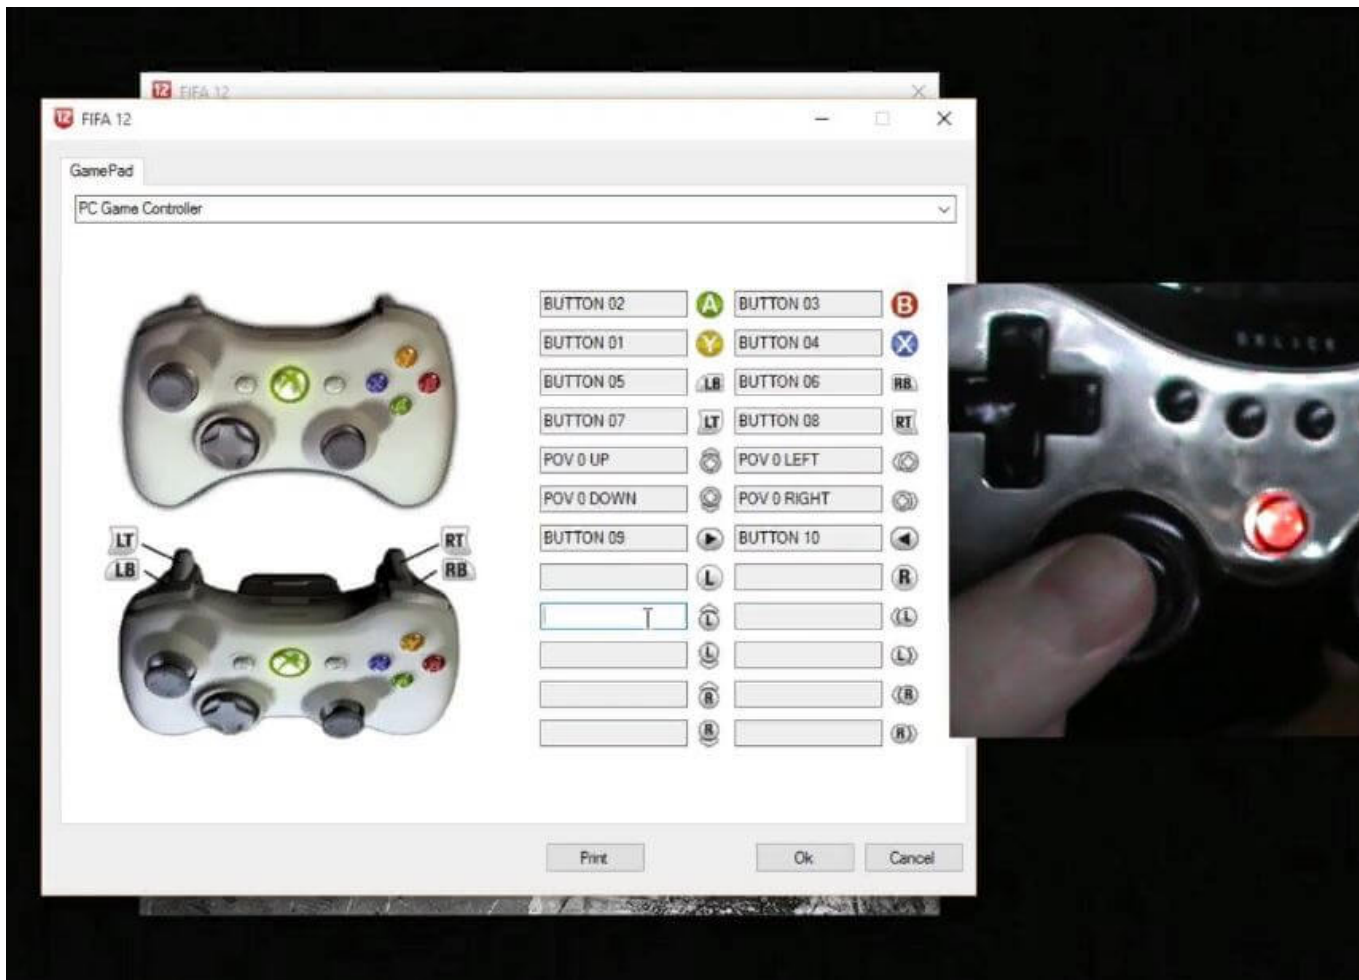 12 FIFA 12
12 FIFA 12
GamePad
PC Game Controller
BUTTON 02 A BUTTON 03 B
BUTTON 01 Y BUTTON 04 X
BUTTON 05 LB BUTTON 06 RB
BUTTON 07 LT BUTTON 08 RT
POV 0 UP POV 0 LEFT
POV 0 DOWN POV 0 RIGHT
BUTTON 09 BUTTON 10
L R
L L
L L
R R
R R
LT RT
LB RB
Print Ok Cancel